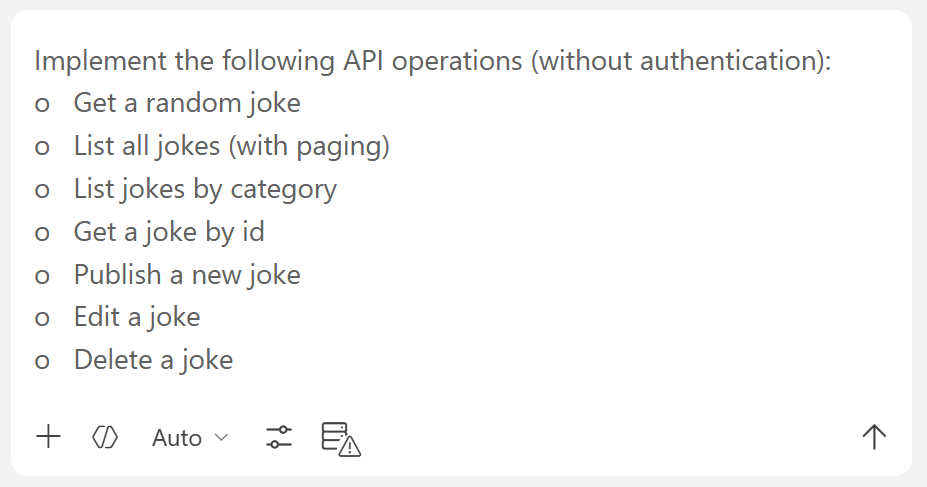 Implement the following API operations (without authentication):
o Get a random joke
o List all jokes (with paging)
o List jokes by category
o Get a joke by id
o Publish a new joke
o Edit a joke
o Delete a joke
Auto